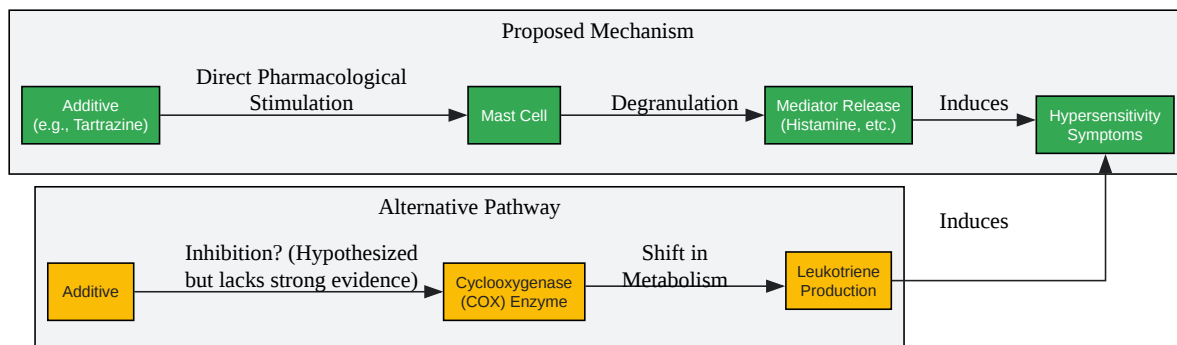 Proposed Mechanism
Direct Pharmacological
Stimulation
Additive
(e.g., Tartrazine)
Mast Cell
Degranulation
Mediator Release
(Histamine, etc.)
Induces
Hypersensitivity
Symptoms
Alternative Pathway
Additive
Inhibition? (Hypothesized
but lacks strong evidence)
Cyclooxygenase
(COX) Enzyme
Shift in
Metabolism
Leukotriene
Production
Induces